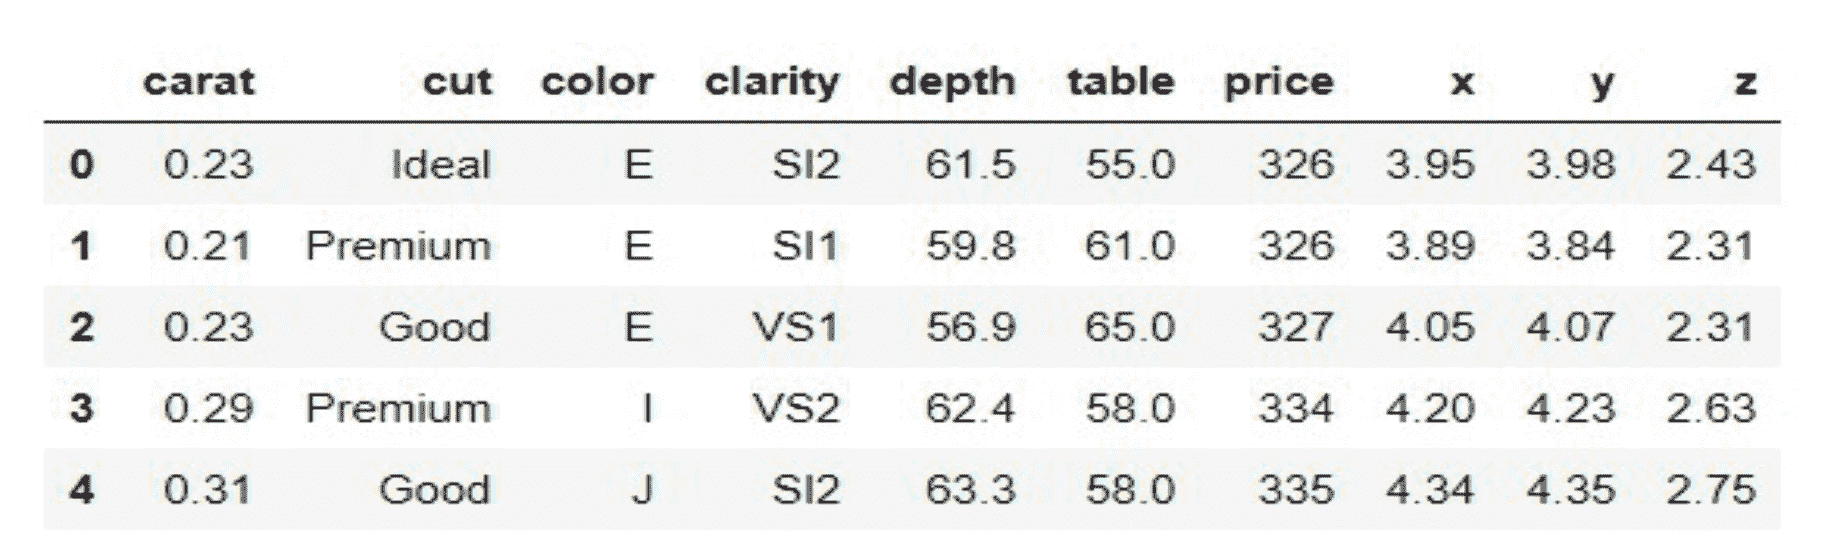 carat cut color clarity depth table price x y z
0 0.23 Ideal E SI2 61.5 55.0 326 3.95 3.98 2.43
1 0.21 Premium E SI1 59.8 61.0 326 3.89 3.84 2.31
2 0.23 Good E VS1 56.9 65.0 327 4.05 4.07 2.31
3 0.29 Premium I VS2 62.4 58.0 334 4.20 4.23 2.63
4 0.31 Good J SI2 63.3 58.0 335 4.34 4.35 2.75